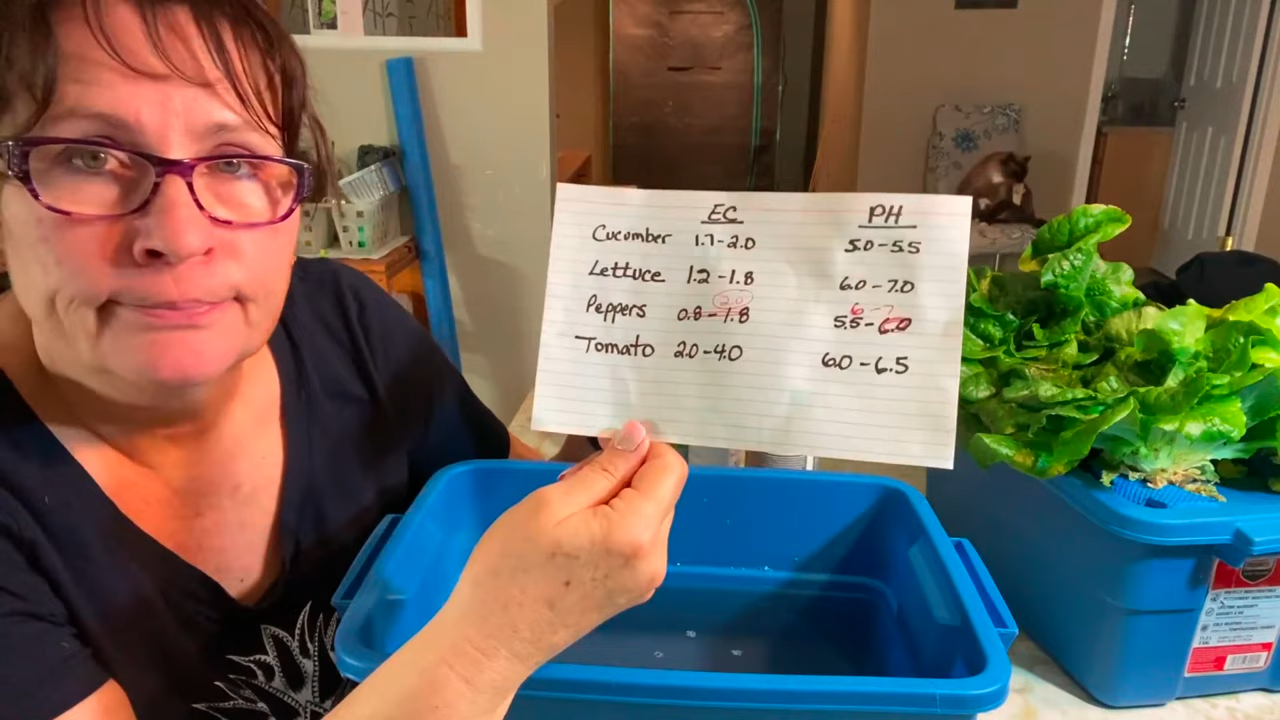 EC PH
Cucumber 1.7-2.0 5.0-5.5
Lettuce 1.2-1.8 6.0-7.0
2.0 6-7
Peppers 0.8-1.8 5.5-6.0
Tomato 2.0-4.0 6.0-6.5